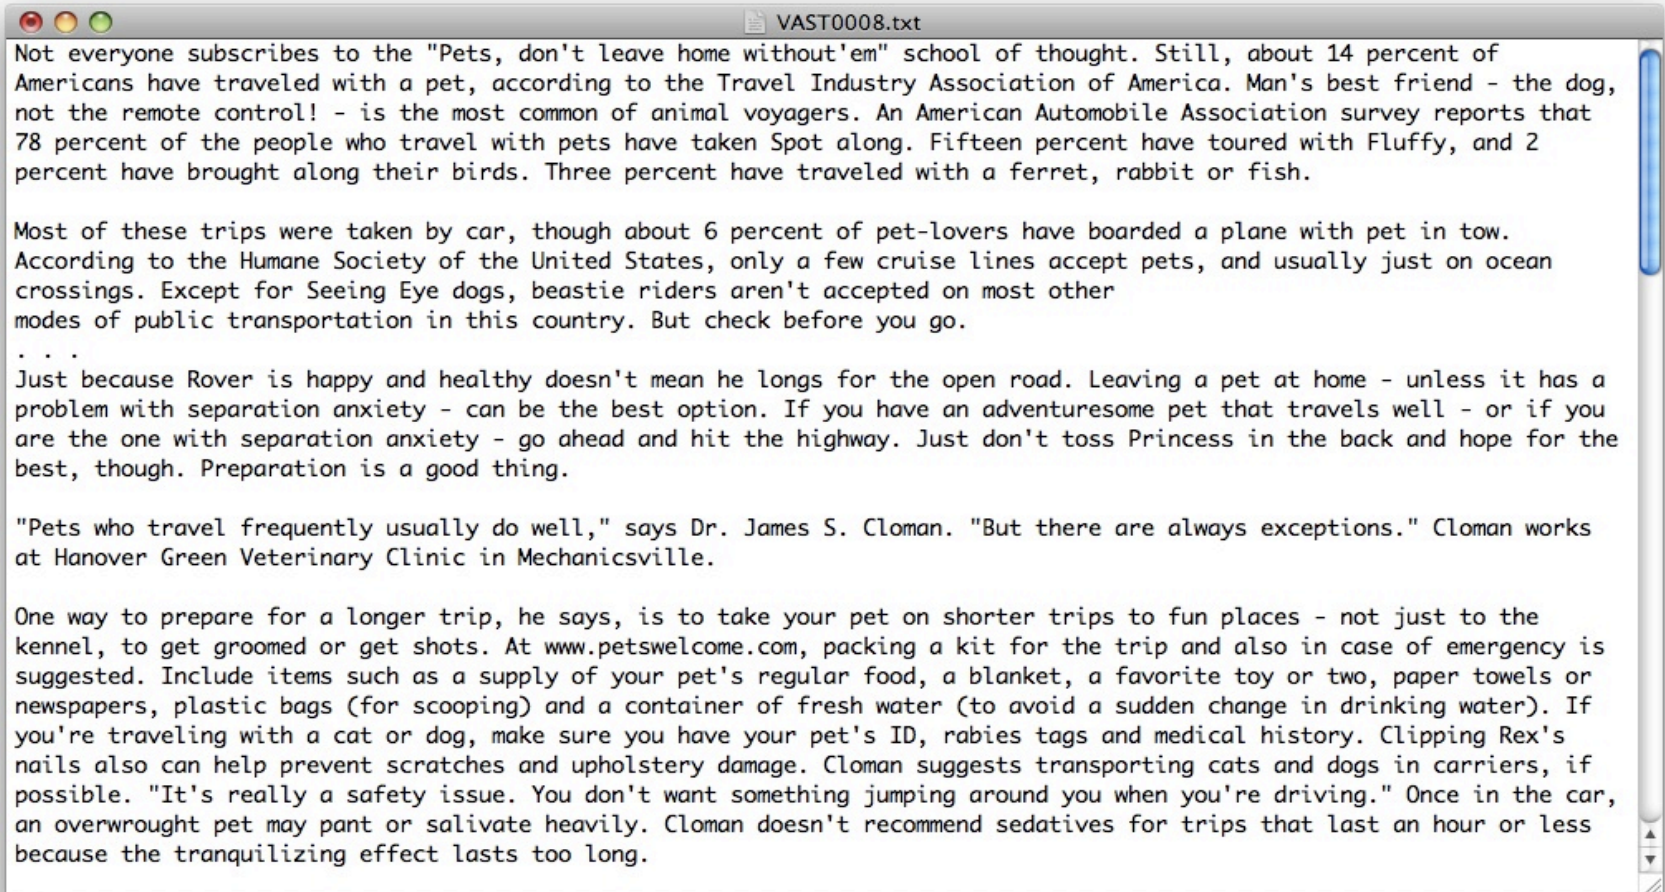 VAST0008.txt
Not everyone subscribes to the "Pets, don't leave home without'em" school of thought. Still, about 14 percent of
Americans have traveled with a pet, according to the Travel Industry Association of America. Man's best friend - the dog,
not the remote control! - is the most common of animal voyagers. An American Automobile Association survey reports that
78 percent of the people who travel with pets have taken Spot along. Fifteen percent have toured with Fluffy, and 2
percent have brought along their birds. Three percent have traveled with a ferret, rabbit or fish.

Most of these trips were taken by car, though about 6 percent of pet-lovers have boarded a plane with pet in tow.
According to the Humane Society of the United States, only a few cruise lines accept pets, and usually just on ocean
crossings. Except for Seeing Eye dogs, beastie riders aren't accepted on most other
modes of public transportation in this country. But check before you go.
. . .
Just because Rover is happy and healthy doesn't mean he longs for the open road. Leaving a pet at home - unless it has a
problem with separation anxiety - can be the best option. If you have an adventuresome pet that travels well - or if you
are the one with separation anxiety - go ahead and hit the highway. Just don't toss Princess in the back and hope for the
best, though. Preparation is a good thing.

"Pets who travel frequently usually do well," says Dr. James S. Cloman. "But there are always exceptions." Cloman works
at Hanover Green Veterinary Clinic in Mechanicsville.

One way to prepare for a longer trip, he says, is to take your pet on shorter trips to fun places - not just to the
kennel, to get groomed or get shots. At www.petswelcome.com, packing a kit for the trip and also in case of emergency is
suggested. Include items such as a supply of your pet's regular food, a blanket, a favorite toy or two, paper towels or
newspapers, plastic bags (for scooping) and a container of fresh water (to avoid a sudden change in drinking water). If
you're traveling with a cat or dog, make sure you have your pet's ID, rabies tags and medical history. Clipping Rex's
nails also can help prevent scratches and upholstery damage. Cloman suggests transporting cats and dogs in carriers, if
possible. "It's really a safety issue. You don't want something jumping around you when you're driving." Once in the car,
an overwrought pet may pant or salivate heavily. Cloman doesn't recommend sedatives for trips that last an hour or less
because the tranquilizing effect lasts too long.